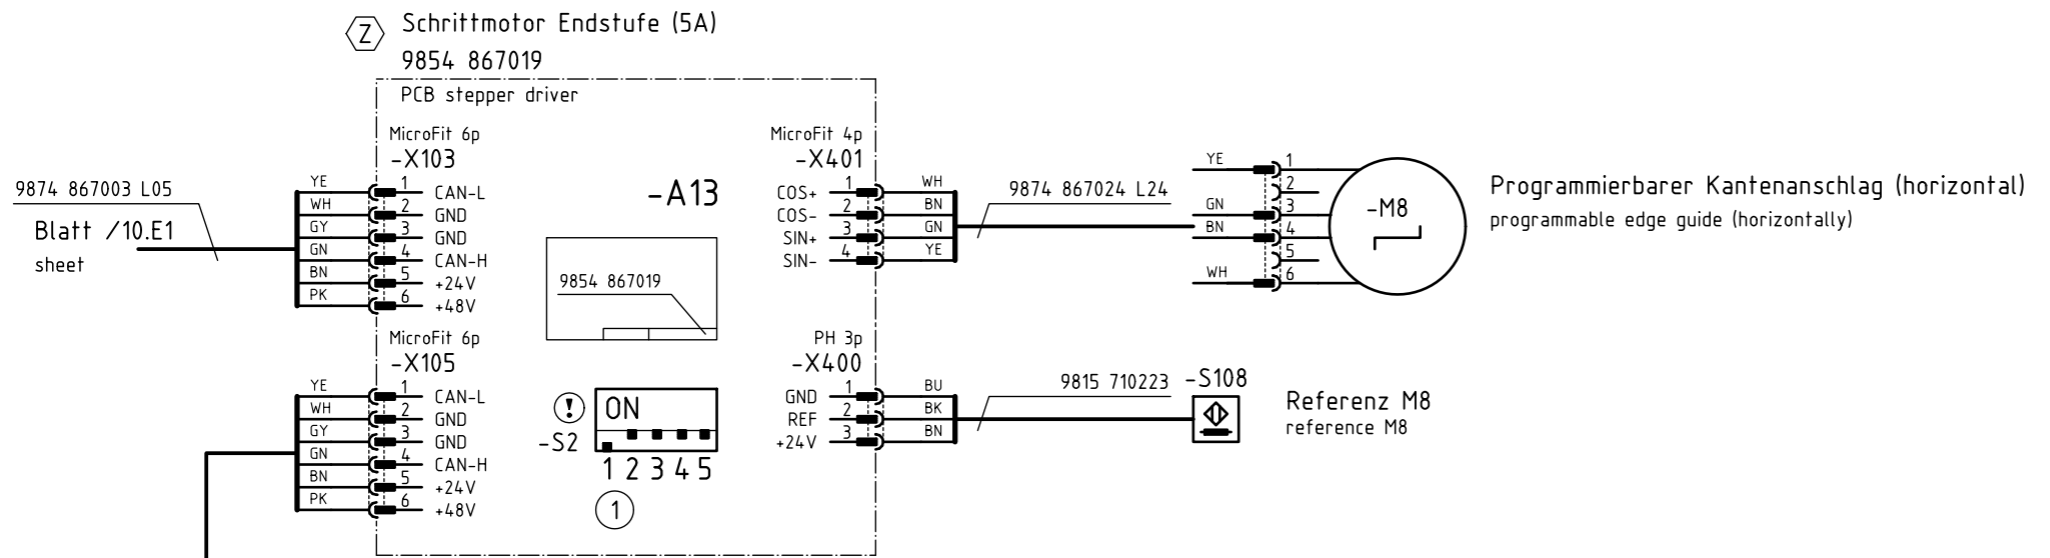 Z
Schrittmotor Endstufe (5A)
9854 867019
PCB stepper driver
MicroFit 6p
-X103
9874 867003 L05
Blatt /10.E1
sheet
YE 1 CAN-L
WH 2 GND
GY 3 GND
GN 4 CAN-H
BN 5 +24V
PK 6 +48V
-A13
9854 867019
MicroFit 4p
-X401
COS+ 1 WH
COS- 2 BN
SIN+ 3 GN
SIN- 4 YE
9874 867024 L24
YE 1
2
GN 3
BN 4
5
WH 6
-M8
Programmierbarer Kantenanschlag (horizontal)
programmable edge guide (horizontally)
MicroFit 6p
-X105
YE 1 CAN-L
WH 2 GND
GY 3 GND
GN 4 CAN-H
BN 5 +24V
PK 6 +48V
!
-S2
ON
1 2 3 4 5
1
PH 3p
-X400
GND 1 BU
REF 2 BK
+24V 3 BN
9815 710223
-S108
Referenz M8
reference M8